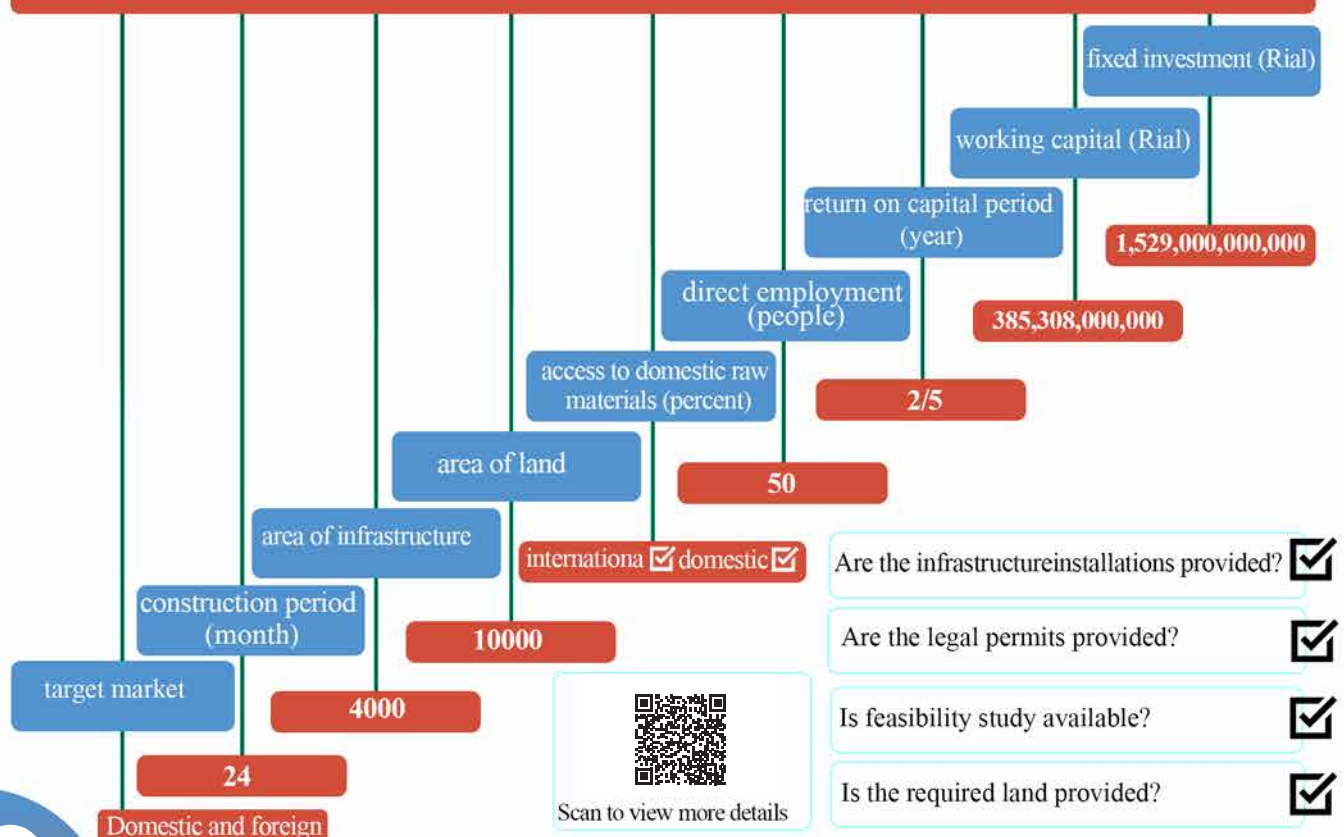 fixed investment (Rial)
1,529,000,000,000
working capital (Rial)
385,308,000,000
return on capital period
(year)
2/5
direct employment
(people)
50
access to domestic raw
materials (percent)
internationa domestic
area of land
10000
area of infrastructure
4000
construction period
(month)
24
target market
Domestic and foreign
Are the infrastructureinstallations provided?
Are the legal permits provided?
Is feasibility study available?
Is the required land provided?
Scan to view more details